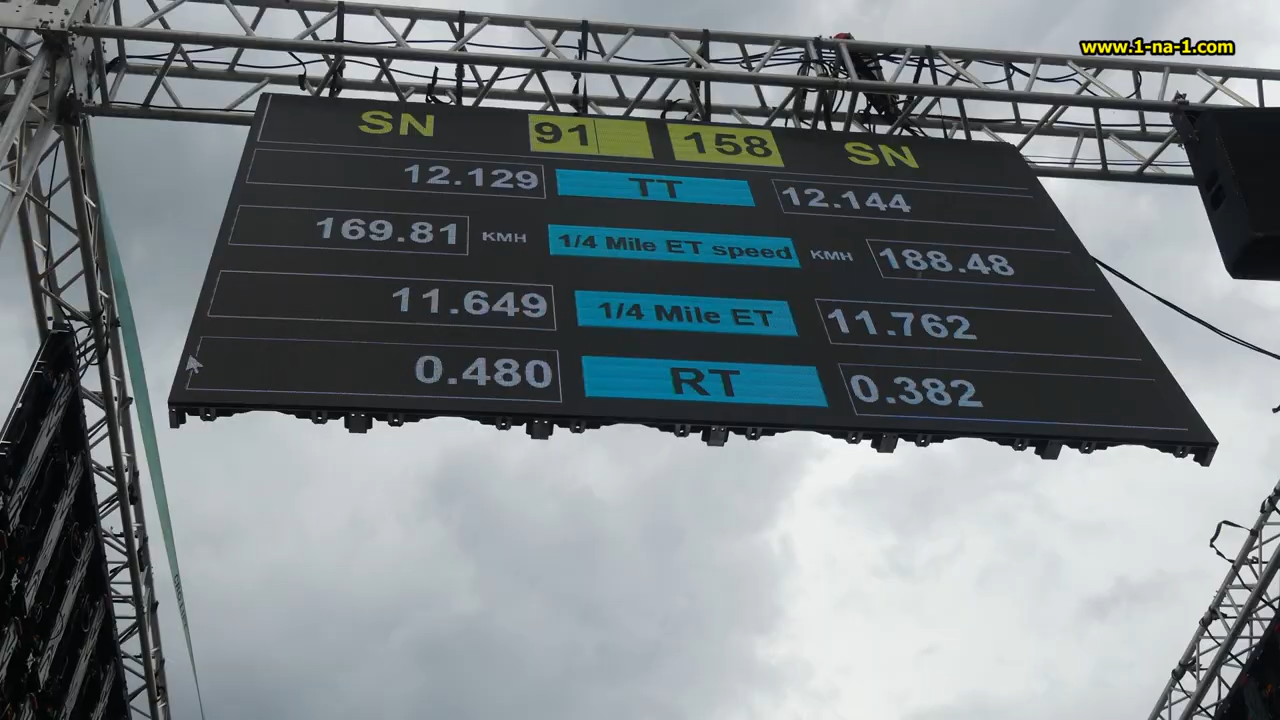 www.1-na-1.com
SN 91 158 SN
12.129 TT 12.144
169.81 KMH 1/4 Mile ET speed KMH 188.48
11.649 1/4 Mile ET 11.762
0.480 RT 0.382